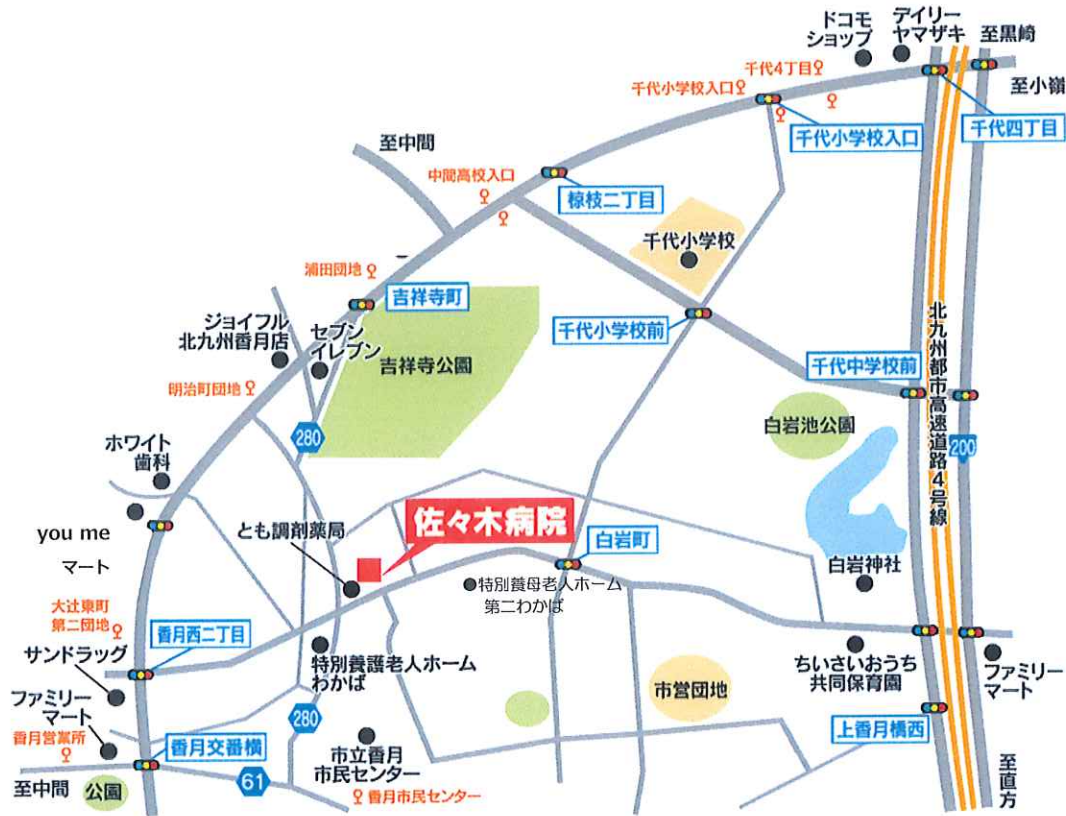 ドコモ
ショップ
デイリー
ヤマザキ
至黒崎
千代4丁目
千代小学校入口
至小嶺
千代小学校入口
千代四丁目
至中間
中間高校入口
椋枝二丁目
千代小学校
浦田団地
吉祥寺町
ジョイフル
北九州香月店
セブン
イレブン
吉祥寺公園
千代小学校前
千代中学校前
北九州都市高速道路4号線
明治町団地
280
白岩池公園
200
ホワイト
歯科
you me
マート
とも調剤薬局
佐々木病院
白岩町
特別養母老人ホーム
第二わかば
白岩神社
大辻東町
第二団地
香月西二丁目
サンドラッグ
特別養護老人ホーム
わかば
市営団地
ちいさいおうち
共同保育園
ファミリー
マート
ファミリー
マート
280
上香月橋西
香月営業所
香月交番横
市立香月
市民センター
至中間
公園
61
香月市民センター
至直方